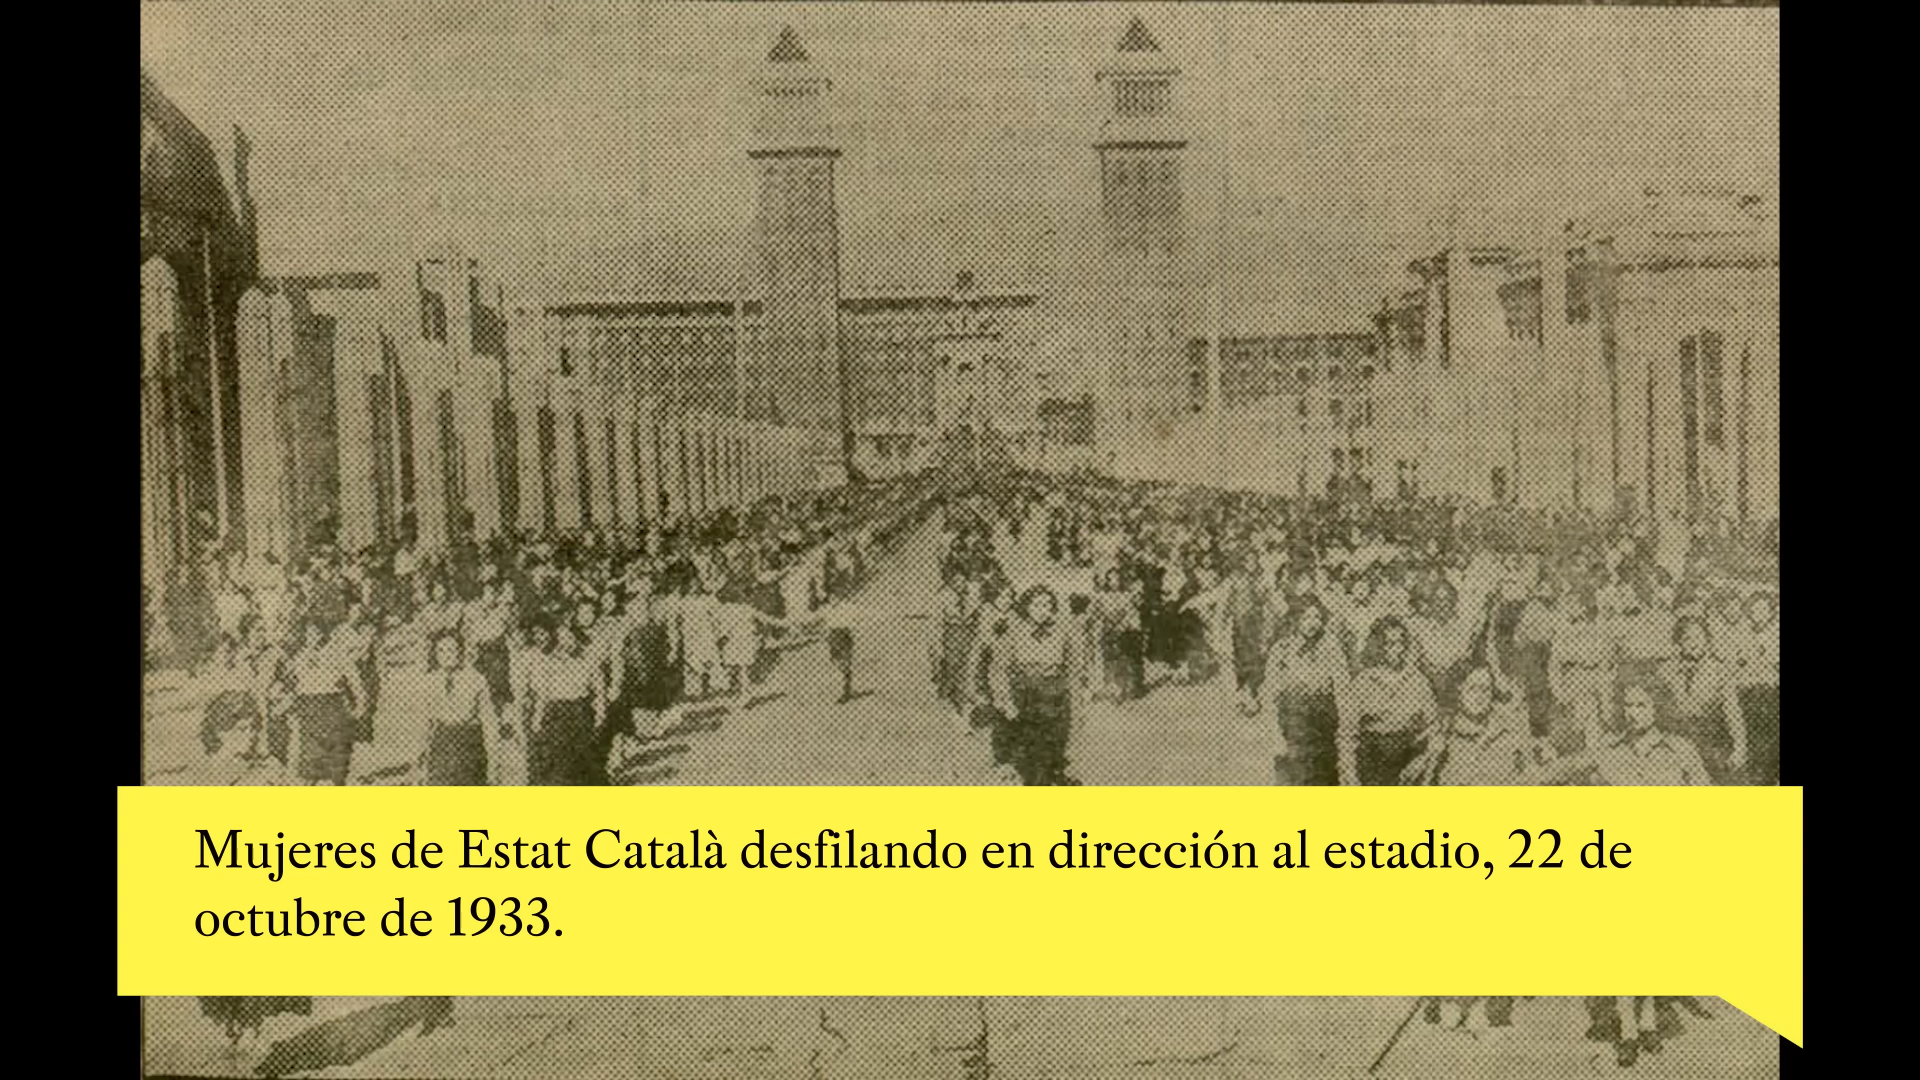 Mujeres de Estat Català desfilando en dirección al estadio, 22 de
octubre de 1933.